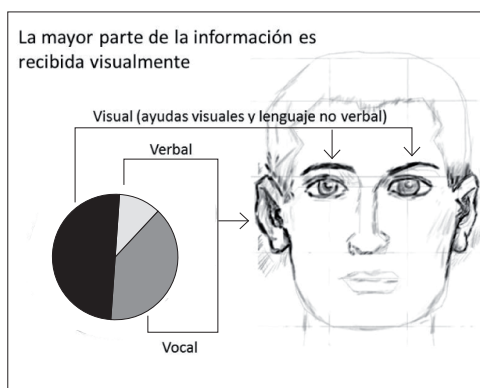 La mayor parte de la información es
recibida visualmente
Visual (ayudas visuales y lenguaje no verbal)
Verbal
Vocal